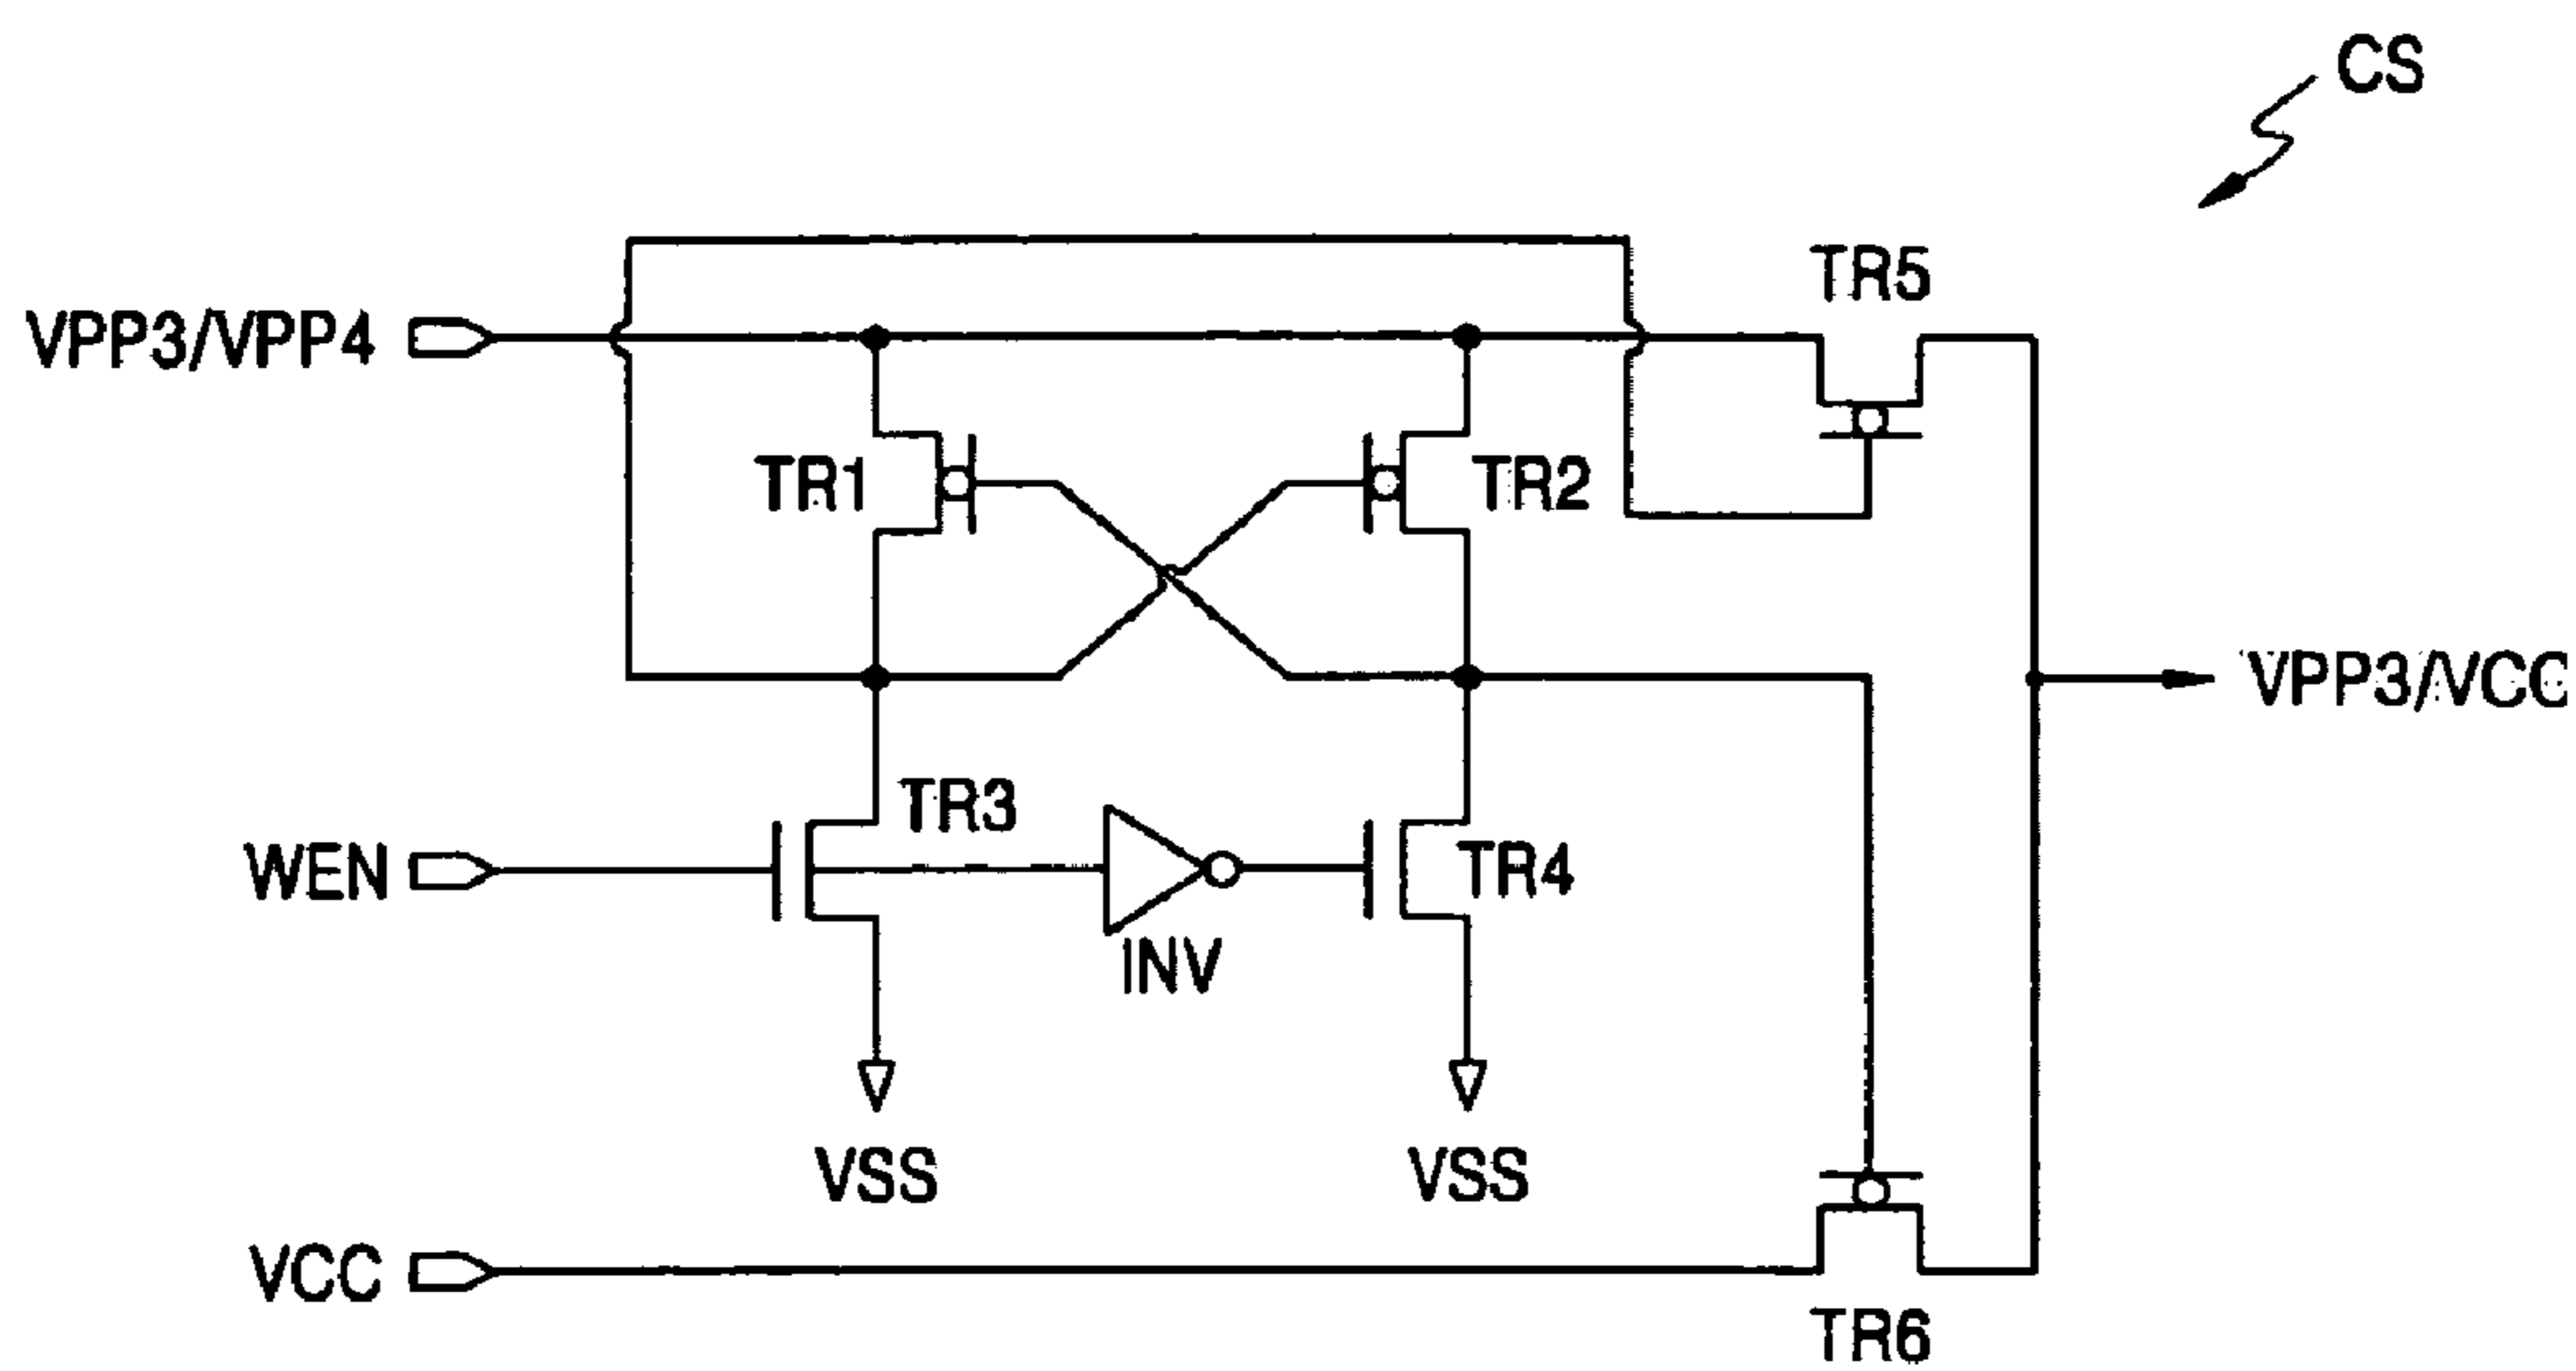 CS
TR5
VPP3/VPP4
TR1
TR2
VPP3/VCC
TR3
WEN
TR4
INV
VSS
VSS
VCC
TR6